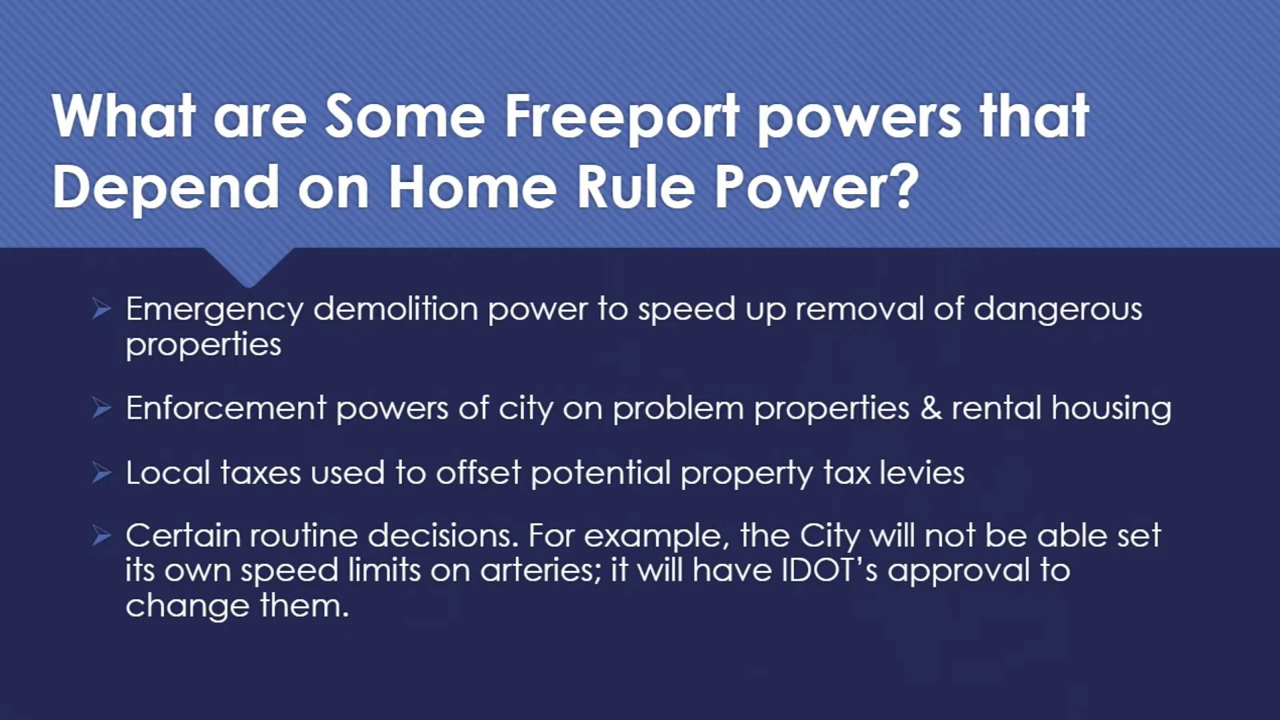 What are Some Freeport powers that
Depend on Home Rule Power?
Emergency demolition power to speed up removal of dangerous
properties
Enforcement powers of city on problem properties & rental housing
Local taxes used to offset potential property tax levies
Certain routine decisions. For example, the City will not be able set
its own speed limits on arteries; it will have IDOT’s approval to
change them.